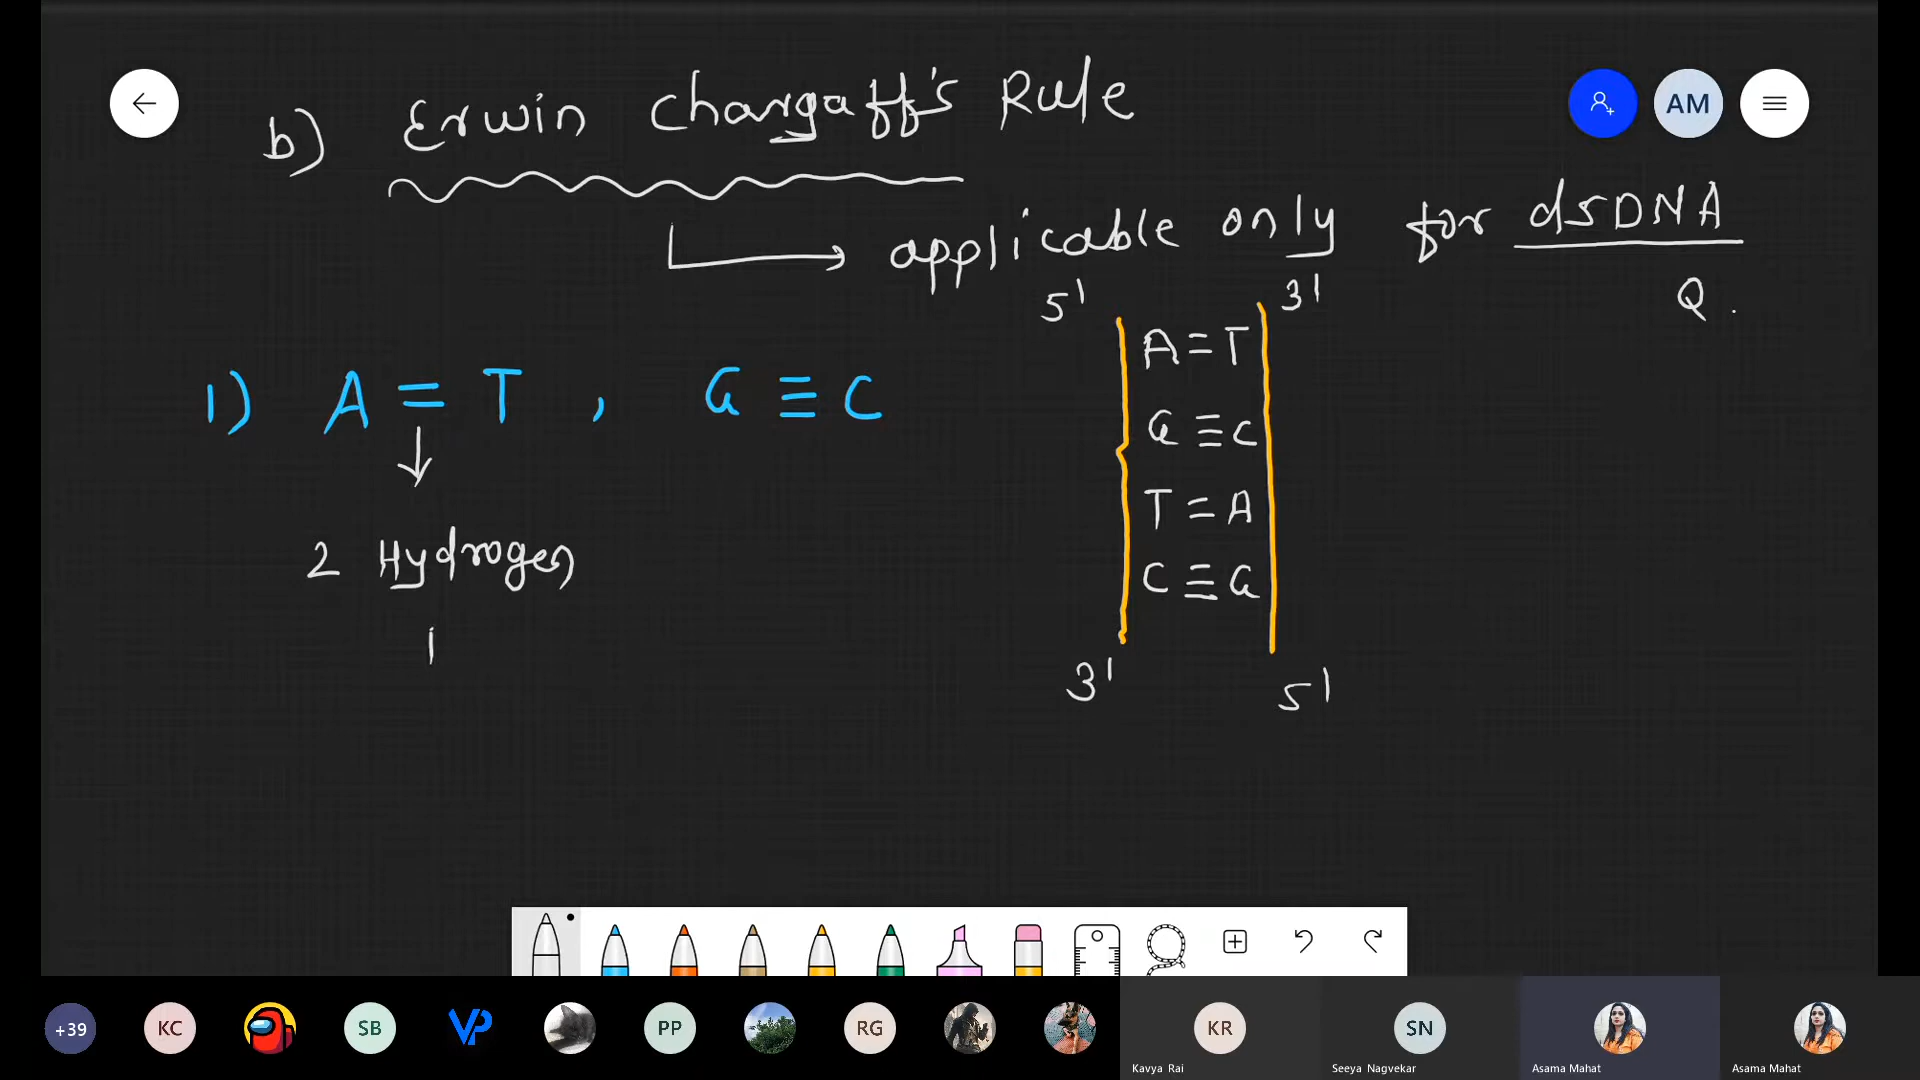 b) Erwin Chargaff's Rule
AM
applicable only for dsDNA
5' 3'
Q.
1) A = T , G ≡ C
A = T
G ≡ C
T = A
C ≡ G
2 Hydrogen
3' 5'
+39 KC SB VP PP RG KR SN
Kavya Rai Seeya Nagvekar Asama Mahat Asama Mahat